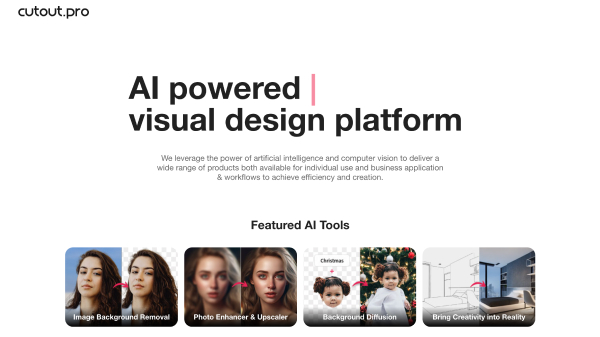 cutout.pro
AI powered
visual design platform
We leverage the power of artificial intelligence and computer vision to deliver a
wide range of products both available for individual use and business application
& workflows to achieve efficiency and creation.
Featured AI Tools
Image Background Removal
Photo Enhancer & Upscaler
Christmas
Background Diffusion
Bring Creativity into Reality